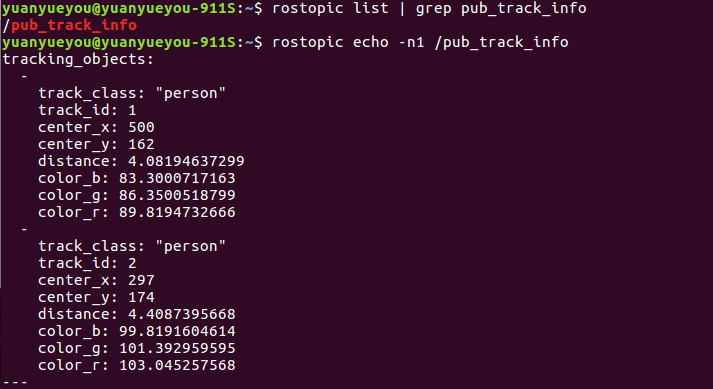 yuanyueyou@yuanyueyou-911S:~$ rostopic list | grep pub_track_info
/pub_track_info
yuanyueyou@yuanyueyou-911S:~$ rostopic echo -n1 /pub_track_info
tracking_objects:
  -
    track_class: "person"
    track_id: 1
    center_x: 500
    center_y: 162
    distance: 4.08194637299
    color_b: 83.3000717163
    color_g: 86.3500518799
    color_r: 89.8194732666
  -
    track_class: "person"
    track_id: 2
    center_x: 297
    center_y: 174
    distance: 4.4087395668
    color_b: 99.8191604614
    color_g: 101.392959595
    color_r: 103.045257568
---